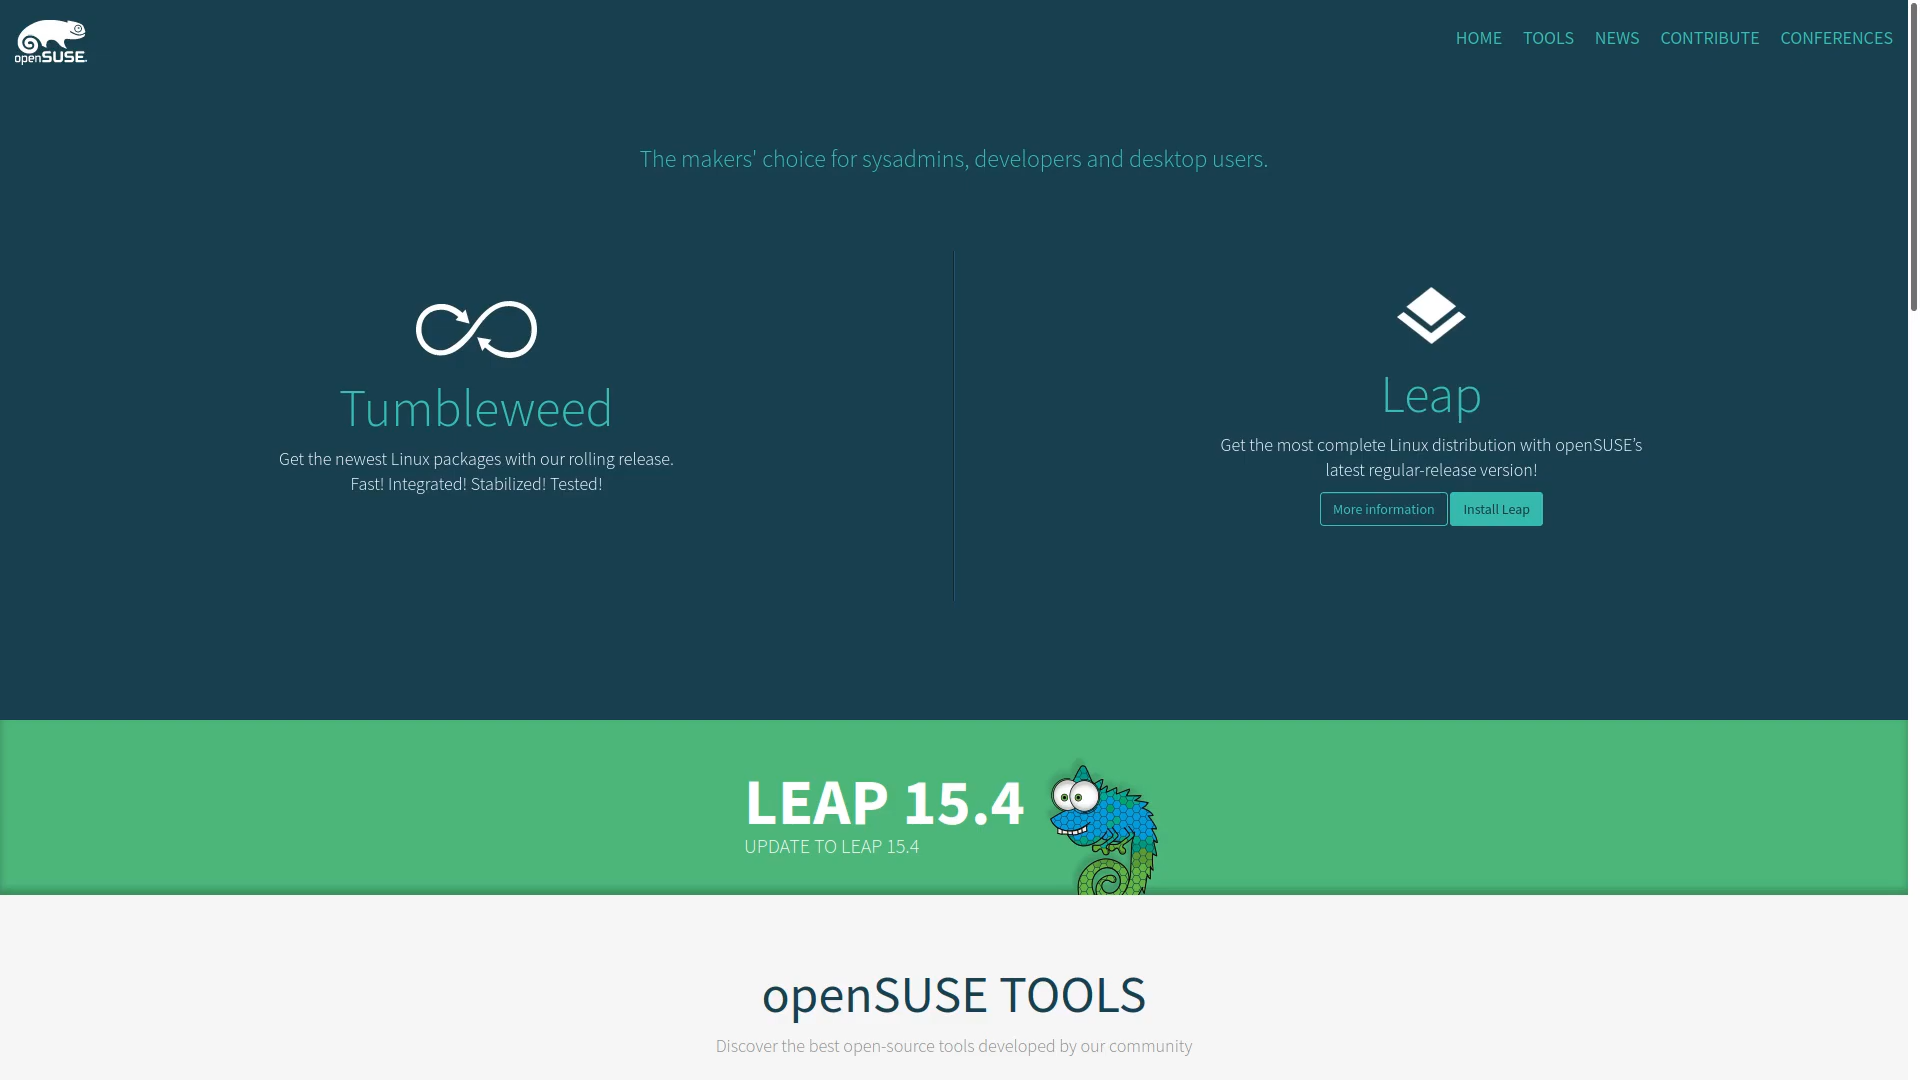 openSUSE
HOME TOOLS NEWS CONTRIBUTE CONFERENCES
The makers' choice for sysadmins, developers and desktop users.
Tumbleweed
Get the newest Linux packages with our rolling release.
Fast! Integrated! Stabilized! Tested!
Leap
Get the most complete Linux distribution with openSUSE’s
latest regular-release version!
More information Install Leap
LEAP 15.4
UPDATE TO LEAP 15.4
openSUSE TOOLS
Discover the best open-source tools developed by our community